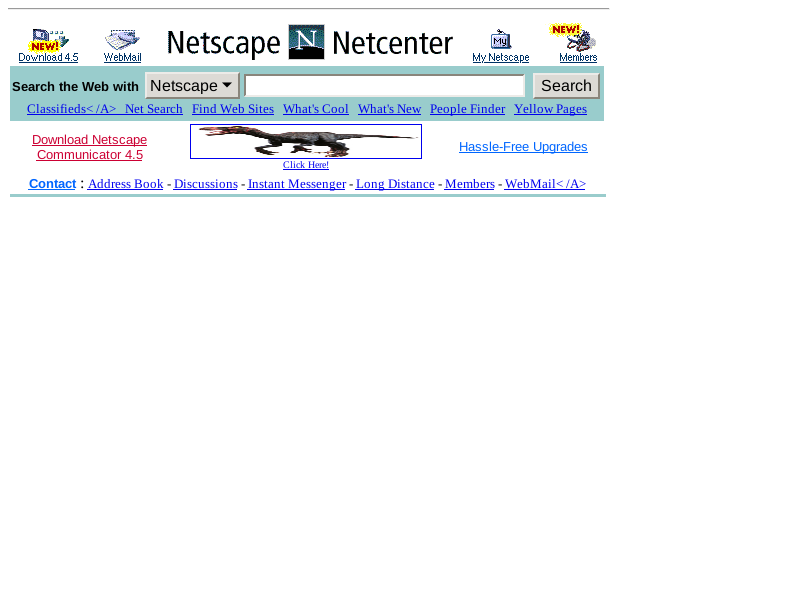 NEW!
Download 4.5
WebMail
Netscape N Netcenter
My
My Netscape
NEW!
Members
Search the Web with Netscape Search
Classifieds< /A> Net Search Find Web Sites What's Cool What's New People Finder Yellow Pages
Download Netscape
Communicator 4.5
Click Here!
Hassle-Free Upgrades
Contact : Address Book - Discussions - Instant Messenger - Long Distance - Members - WebMail< /A>